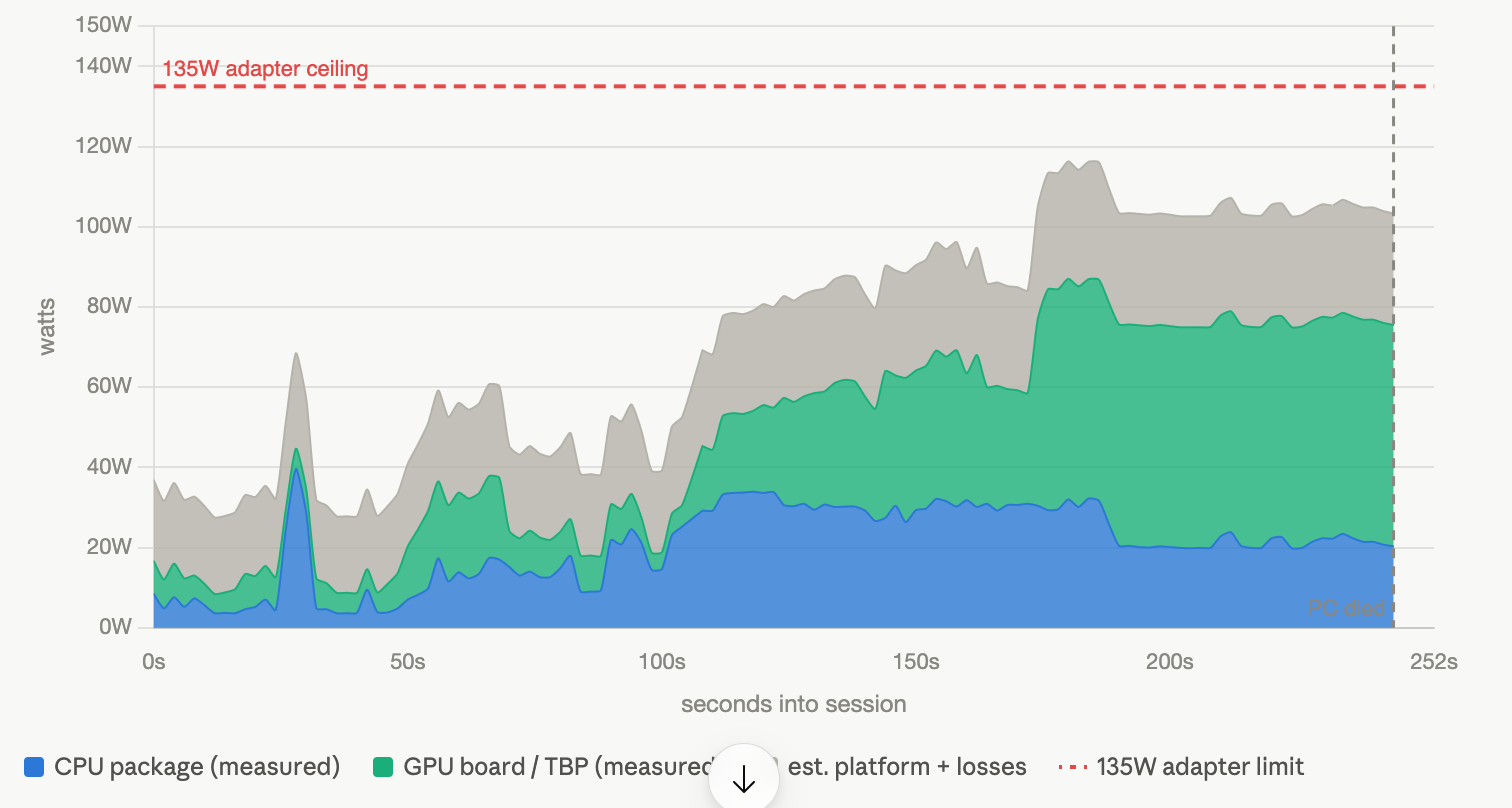 150W
135W adapter ceiling
140W
120W
100W
80W
60W
40W
20W
0W
watts
PC died
0s 50s 100s 150s 200s 252s
seconds into session
CPU package (measured) GPU board / TBP (measured est. platform + losses 135W adapter limit